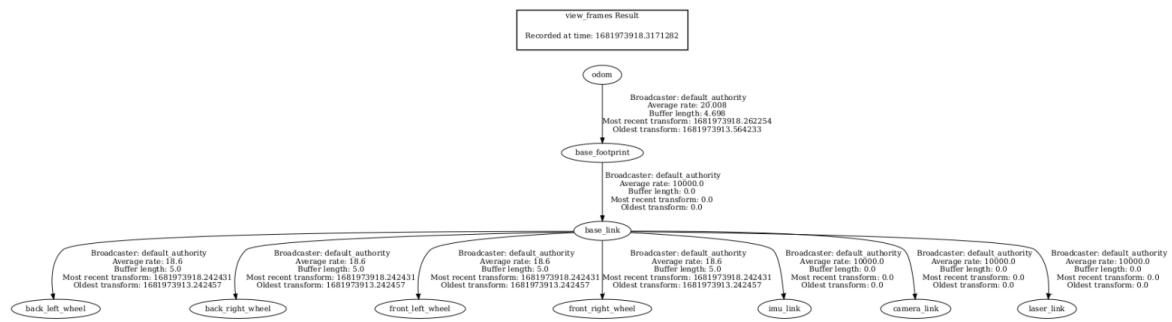 view_frames Result
Recorded at time: 1681973918.3171282
odom
Broadcaster: default_authority
Average rate: 20.008
Buffer length: 4.698
Most recent transform: 1681973918.262254
Oldest transform: 1681973913.564233
base_footprint
Broadcaster: default_authority
Average rate: 10000.0
Buffer length: 0.0
Most recent transform: 0.0
Oldest transform: 0.0
base_link
Broadcaster: default_authority
Average rate: 18.6
Buffer length: 5.0
Most recent transform: 1681973918.242431
Oldest transform: 1681973913.242457
back_left_wheel
Broadcaster: default_authority
Average rate: 18.6
Buffer length: 5.0
Most recent transform: 1681973918.242431
Oldest transform: 1681973913.242457
back_right_wheel
Broadcaster: default_authority
Average rate: 18.6
Buffer length: 5.0
Most recent transform: 1681973918.242431
Oldest transform: 1681973913.242457
front_left_wheel
Broadcaster: default_authority
Average rate: 18.6
Buffer length: 5.0
Most recent transform: 1681973918.242431
Oldest transform: 1681973913.242457
front_right_wheel
Broadcaster: default_authority
Average rate: 10000.0
Buffer length: 0.0
Most recent transform: 0.0
Oldest transform: 0.0
imu_link
Broadcaster: default_authority
Average rate: 10000.0
Buffer length: 0.0
Most recent transform: 0.0
Oldest transform: 0.0
camera_link
Broadcaster: default_authority
Average rate: 10000.0
Buffer length: 0.0
Most recent transform: 0.0
Oldest transform: 0.0
laser_link